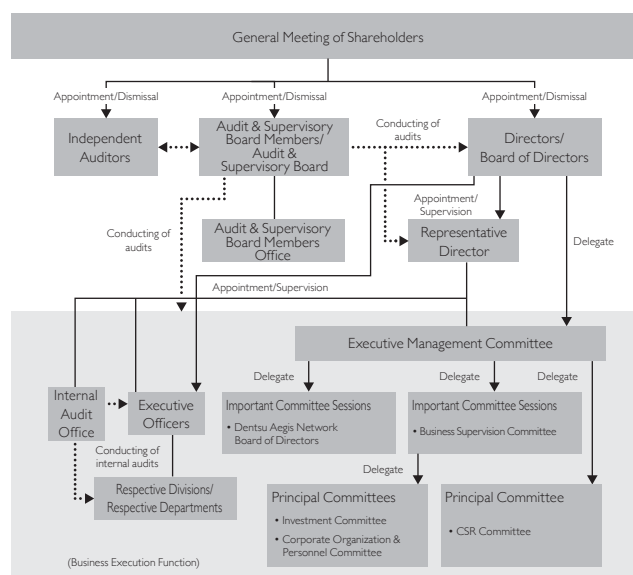 General Meeting of Shareholders
Appointment/Dismissal
Appointment/Dismissal
Appointment/Dismissal
Independent
Auditors
Audit & Supervisory
Board Members/
Audit &
Supervisory Board
Conducting of
audits
Directors/
Board of Directors
Conducting of
audits
Audit & Supervisory
Board Members
Office
Appointment/
Supervision
Representative
Director
Delegate
Appointment/Supervision
Executive Management Committee
Delegate
Delegate
Delegate
Internal
Audit
Office
Executive
Officers
Important Committee Sessions
• Dentsu Aegis Network
Board of Directors
Important Committee Sessions
• Business Supervision Committee
Conducting of
internal audits
Delegate
Respective Divisions/
Respective Departments
Principal Committees
• Investment Committee
• Corporate Organization &
Personnel Committee
Principal Committee
• CSR Committee
(Business Execution Function)